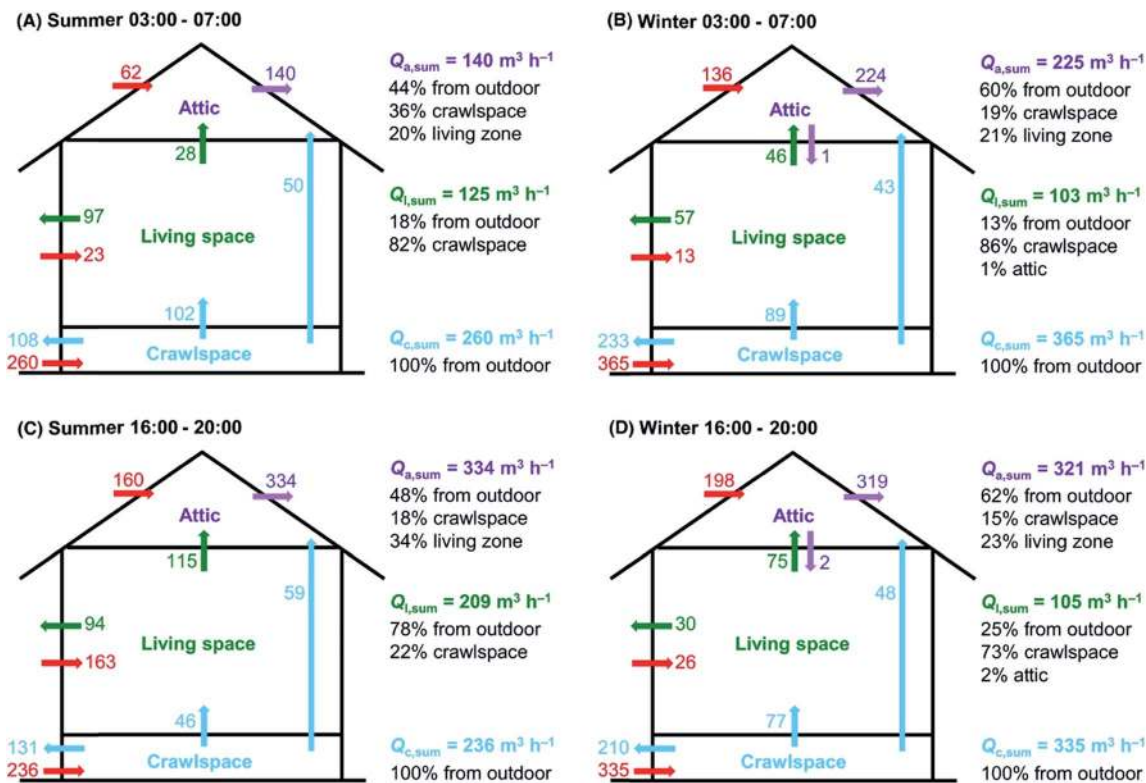 (A) Summer 03:00 - 07:00
62
140
Attic
28
50
97
Living space
23
102
108
Crawlspace
260
Qa,sum = 140 m³ h⁻¹
44% from outdoor
36% crawlspace
20% living zone
Ql,sum = 125 m³ h⁻¹
18% from outdoor
82% crawlspace
Qc,sum = 260 m³ h⁻¹
100% from outdoor
(B) Winter 03:00 - 07:00
136
224
Attic
46
1
43
57
Living space
13
89
233
Crawlspace
365
Qa,sum = 225 m³ h⁻¹
60% from outdoor
19% crawlspace
21% living zone
Ql,sum = 103 m³ h⁻¹
13% from outdoor
86% crawlspace
1% attic
Qc,sum = 365 m³ h⁻¹
100% from outdoor
(C) Summer 16:00 - 20:00
160
334
Attic
115
59
94
Living space
163
46
131
Crawlspace
236
Qa,sum = 334 m³ h⁻¹
48% from outdoor
18% crawlspace
34% living zone
Ql,sum = 209 m³ h⁻¹
78% from outdoor
22% crawlspace
Qc,sum = 236 m³ h⁻¹
100% from outdoor
(D) Winter 16:00 - 20:00
198
319
Attic
75
2
48
30
Living space
26
77
210
Crawlspace
335
Qa,sum = 321 m³ h⁻¹
62% from outdoor
15% crawlspace
23% living zone
Ql,sum = 105 m³ h⁻¹
25% from outdoor
73% crawlspace
2% attic
Qc,sum = 335 m³ h⁻¹
100% from outdoor